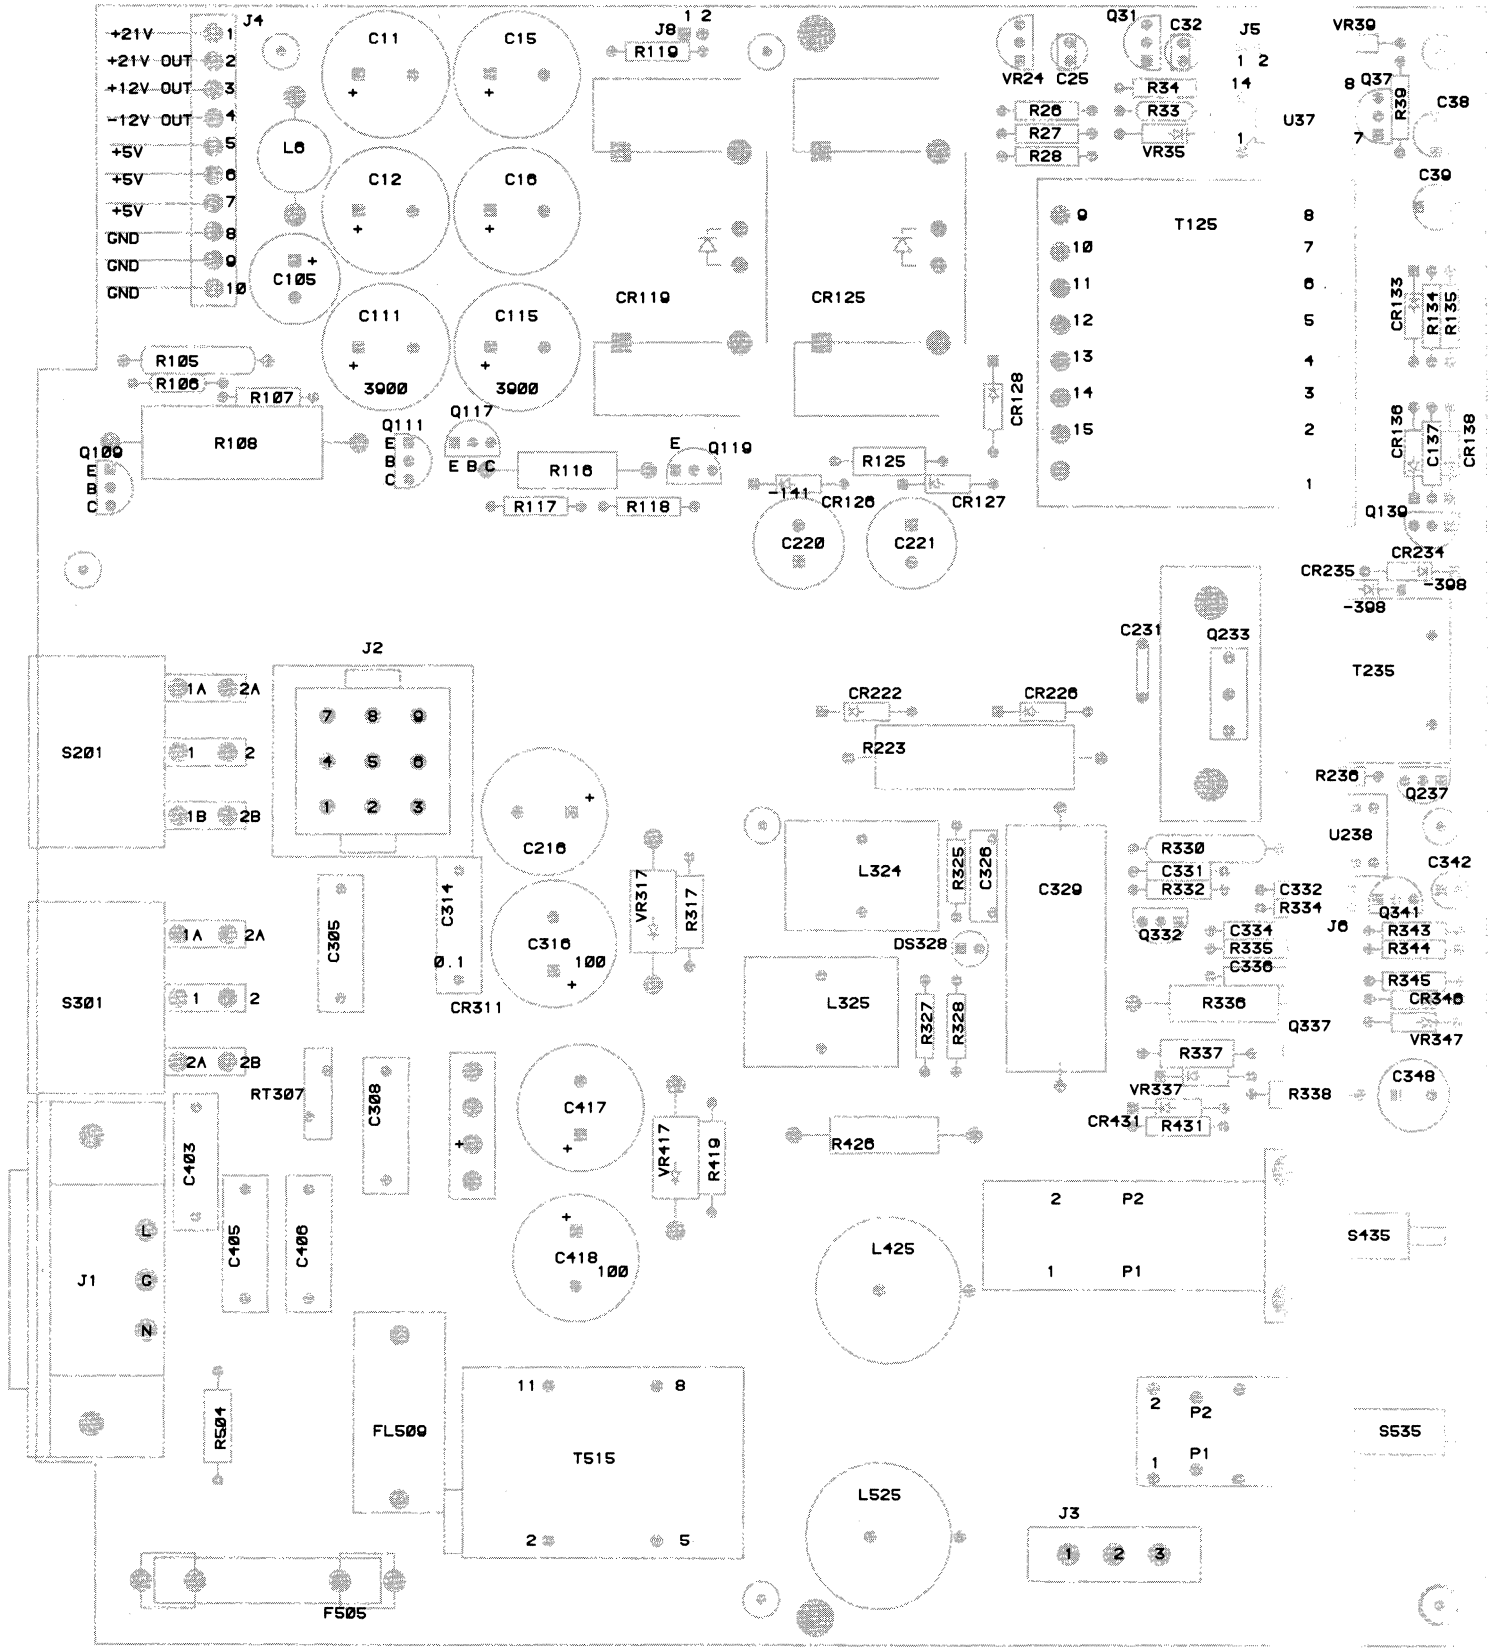 J4
+21V 1
+21V OUT 2
+12V OUT 3
-12V OUT 4
+5V 5
+5V 6
+5V 7
GND 8
GND 9
GND 10
L6
C105 +
C11 +
C15 +
C12 +
C16 +
C111 + 3900
C115 + 3900
J8
1 2
R119
CR119
CR125
Q31
C32
J5
VR39
VR24
C25
1 2
R34
14
8
Q37
R39
C38
R26
R33
U37
R27
VR35
1
7
R28
C39
T125
9
10
11
12
13
14
15
8
7
6
5
4
3
2
1
CR133
R134
R135
CR128
CR136
C137
CR138
Q139
R105
R106
R107
R108
Q109
E
B
C
Q111
E
B
C
Q117
E B C
R116
E
Q119
R117
R118
R125
-141
CR126
CR127
C220
C221
CR234
CR235
-398
-398
J2
7 8 9
4 5 6
1 2 3
S201
1A 2A
1 2
1B 2B
C231
Q233
T235
CR222
CR226
R223
R236
Q237
C216 +
U238
L324
R325
C326
C329
R330
C331
R332
C332
R334
C342
Q341
J6
S301
1A 2A
1 2
2A 2B
C305
C314
0.1
CR311
+
C316
100
+
VR317
R317
DS328
Q332
C334
R335
C336
R336
R343
R344
R345
CR346
VR347
L325
R327
R328
Q337
R337
VR337
R338
C348
CR431
R431
RT307
C308
C403
C417
+
VR417
R419
R426
C405
C406
+
C418
100
J1
L
G
N
L425
2 P2
1 P1
S435
R504
FL509
11 8
T515
2 5
L525
2 P2
1 P1
S535
J3
1 2 3
F505